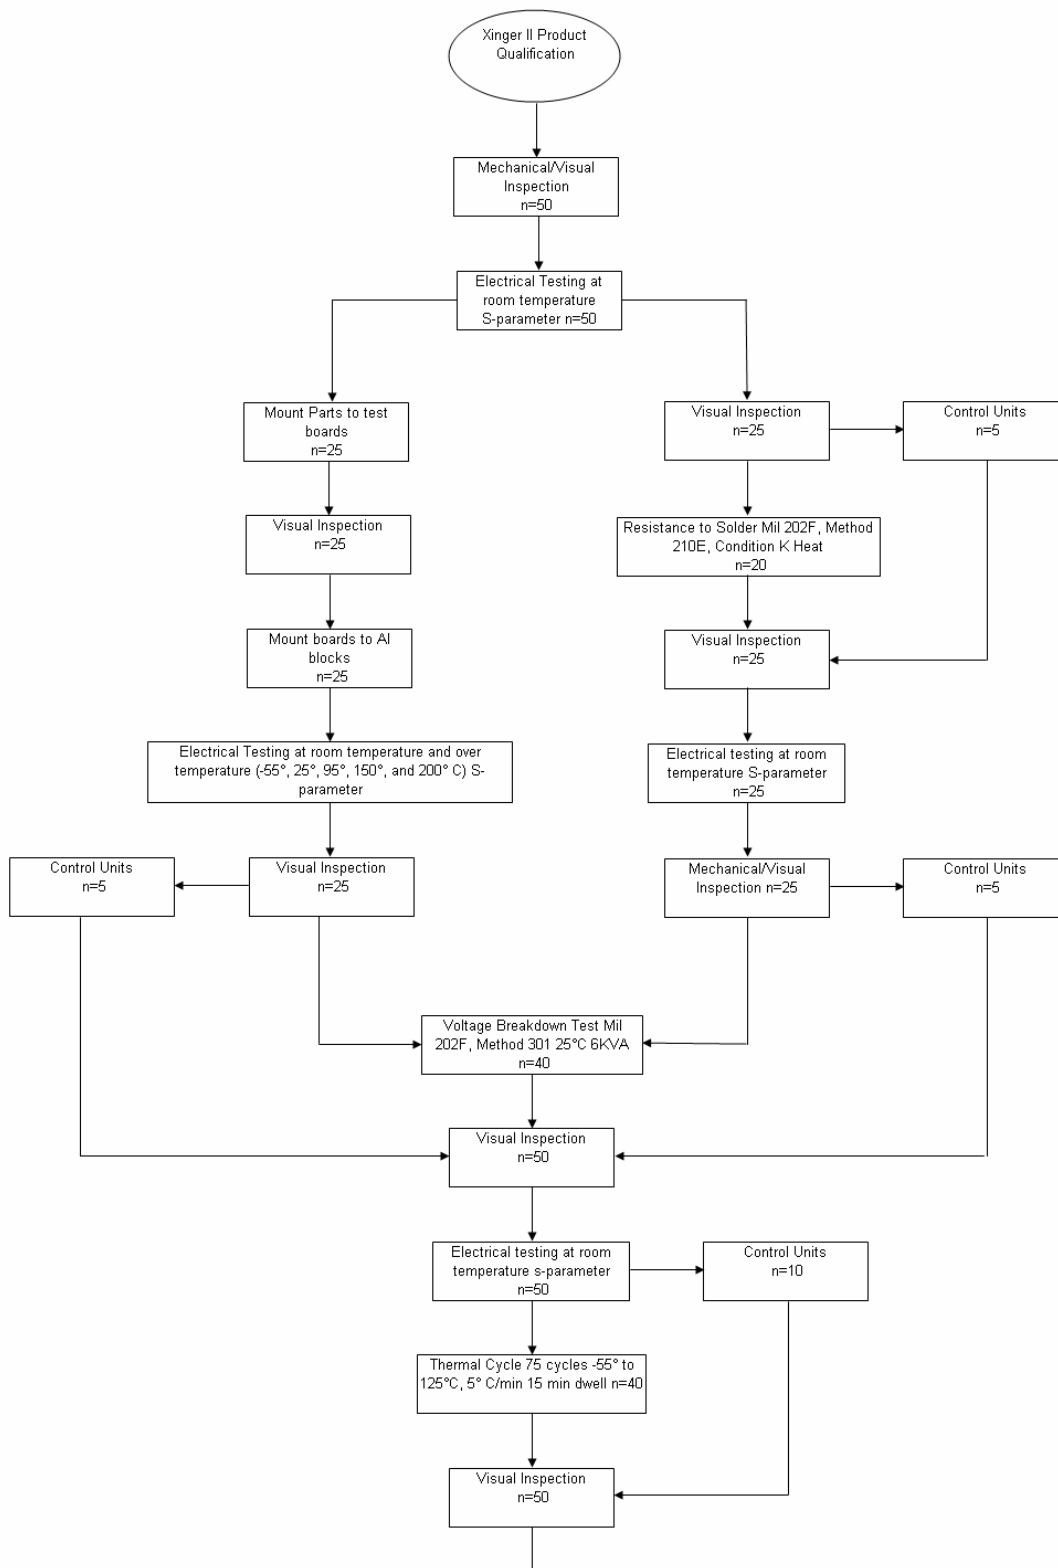 Xinger II Product
Qualification
Mechanical/Visual
Inspection
n=50
Electrical Testing at
room temperature
S-parameter n=50
Mount Parts to test
boards
n=25
Visual Inspection
n=25
Control Units
n=5
Visual Inspection
n=25
Resistance to Solder Mil 202F, Method
210E, Condition K Heat
n=20
Mount boards to Al
blocks
n=25
Visual Inspection
n=25
Electrical Testing at room temperature and over
temperature (-55°, 25°, 95°, 150°, and 200° C) S-
parameter
Electrical testing at room
temperature S-parameter
n=25
Control Units
n=5
Visual Inspection
n=25
Mechanical/Visual
Inspection n=25
Control Units
n=5
Voltage Breakdown Test Mil
202F, Method 301 25°C 6KVA
n=40
Visual Inspection
n=50
Electrical testing at room
temperature s-parameter
n=50
Control Units
n=10
Thermal Cycle 75 cycles -55° to
125°C, 5° C/min 15 min dwell n=40
Visual Inspection
n=50